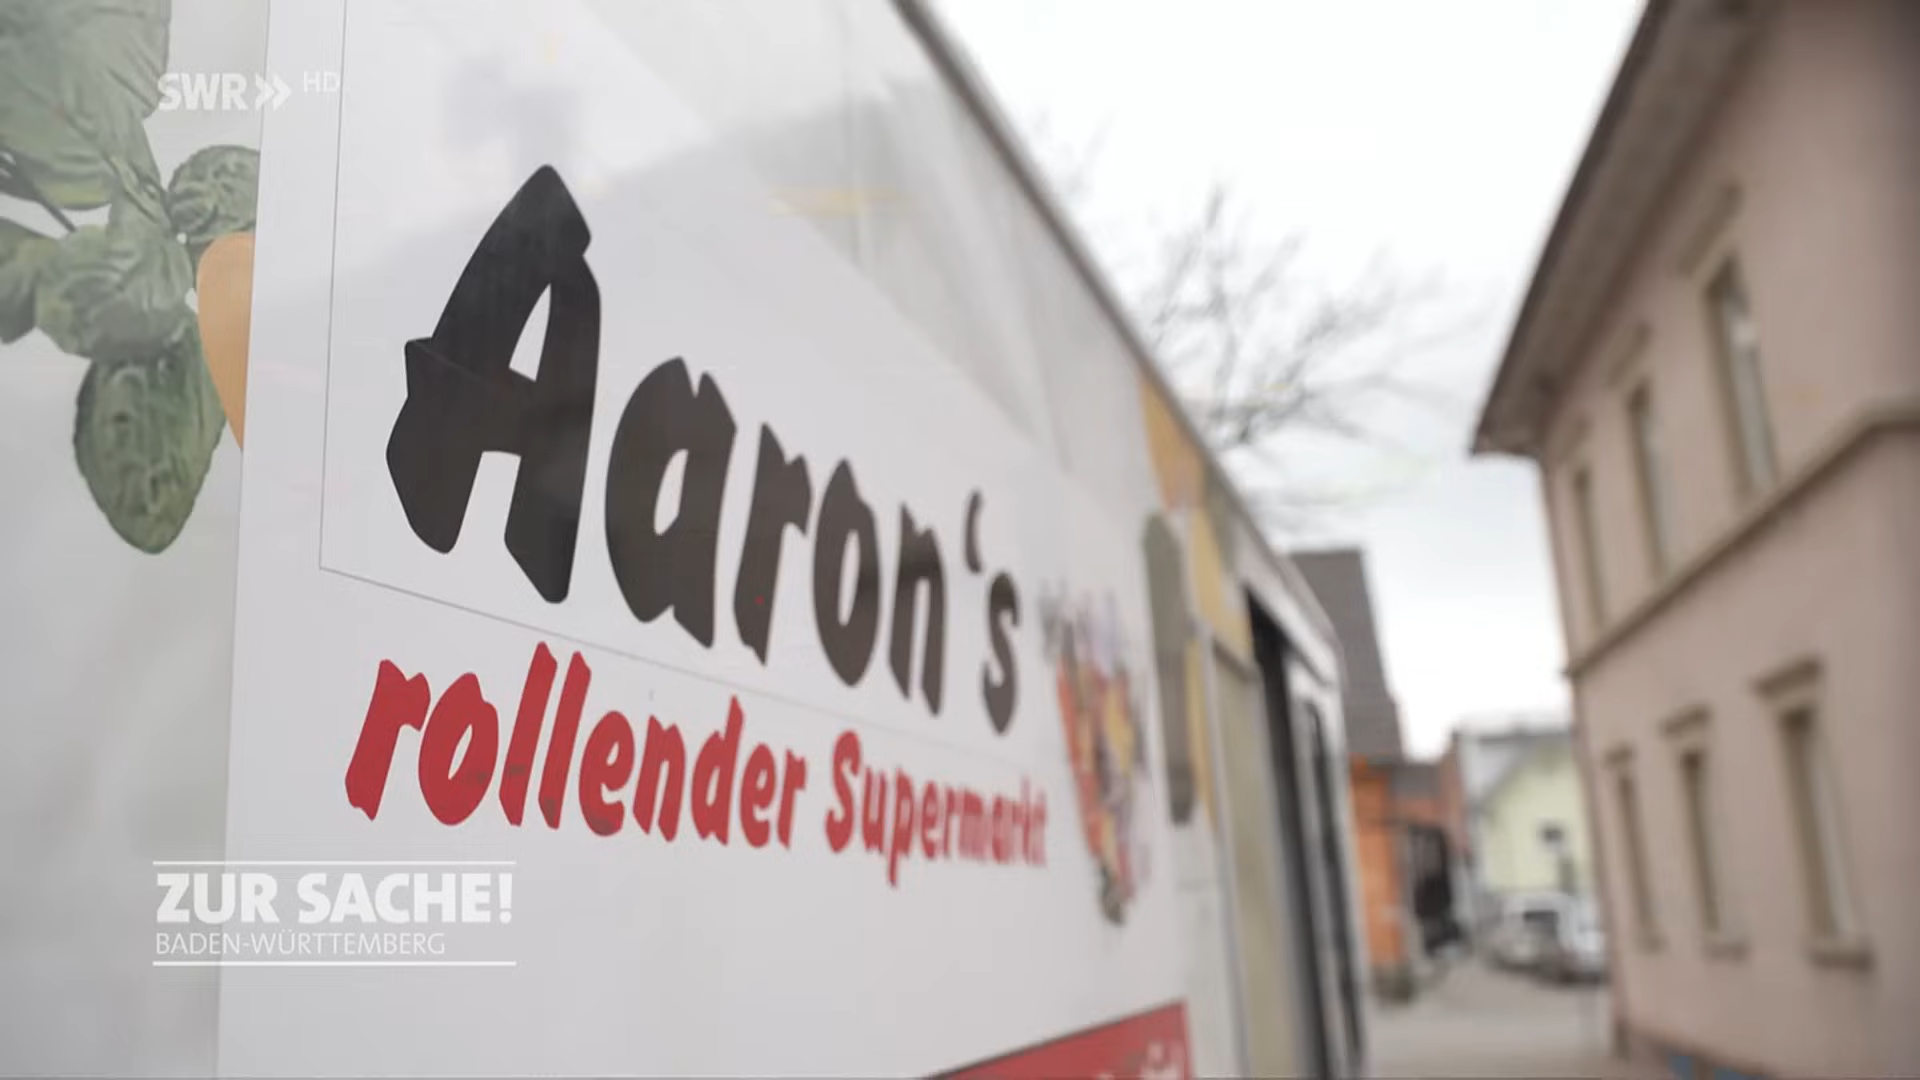 SWR» HD
Aaron's
rollender Supermarkt
ZUR SACHE!
BADEN-WÜRTTEMBERG